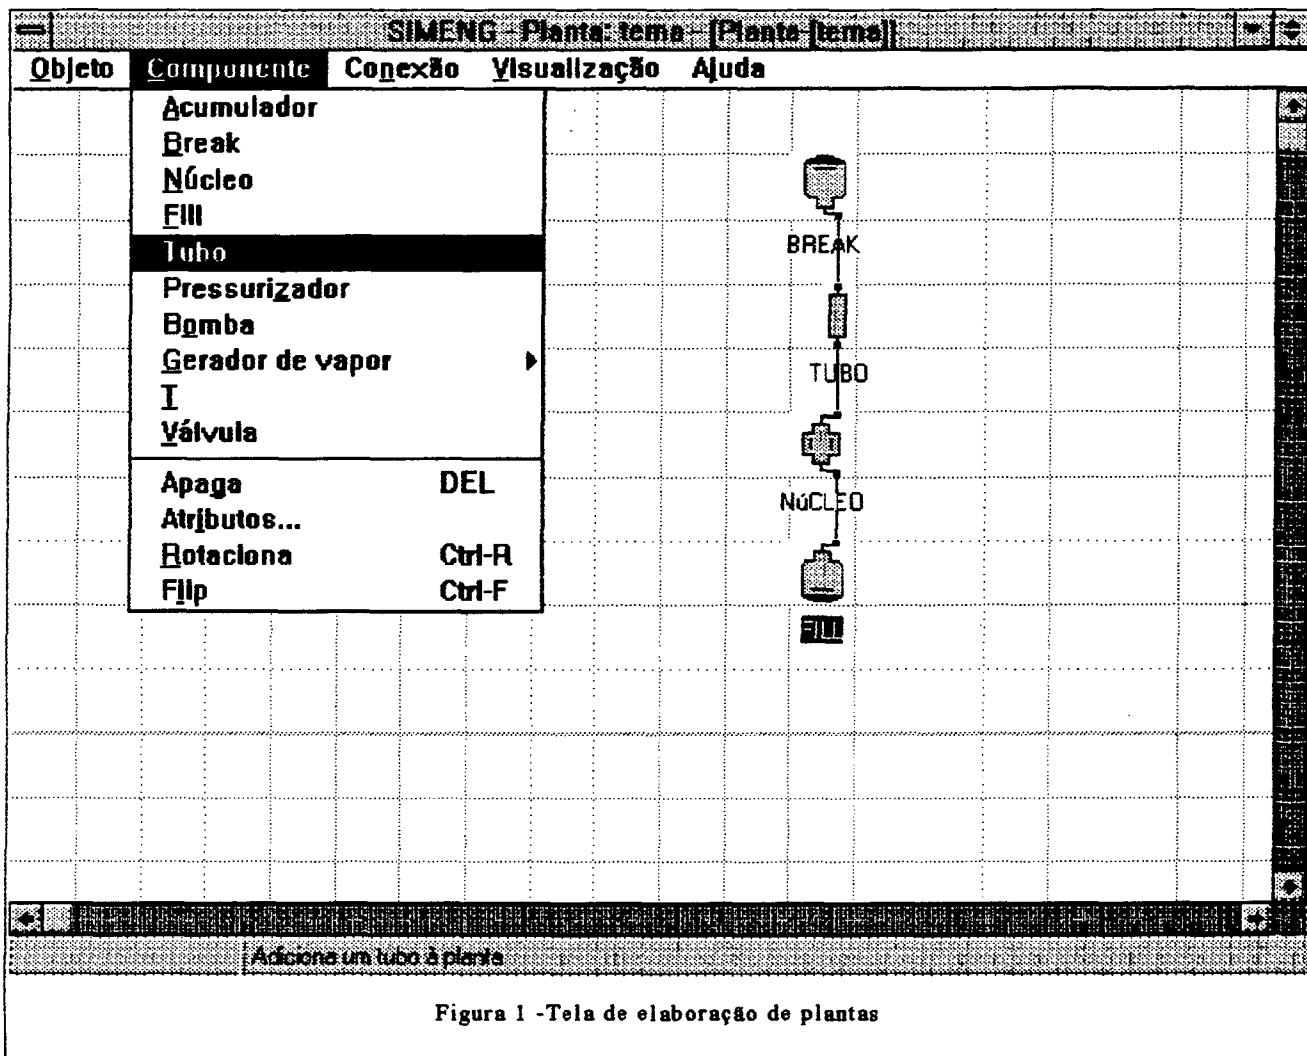 SIMENG - Planta: tema - [Planta-[tema]]
Objeto Componente Conexão Visualização Ajuda
Acumulador
Break
Núcleo
Fill
Tubo
Pressurizador
Bomba
Gerador de vapor
T
Válvula
Apaga DEL
Atributos...
Rotaciona Ctrl-R
Flip Ctrl-F
BREAK
TUBO
NúCLEO
FILL
Adiciona um tubo à planta
Figura 1 -Tela de elaboração de plantas